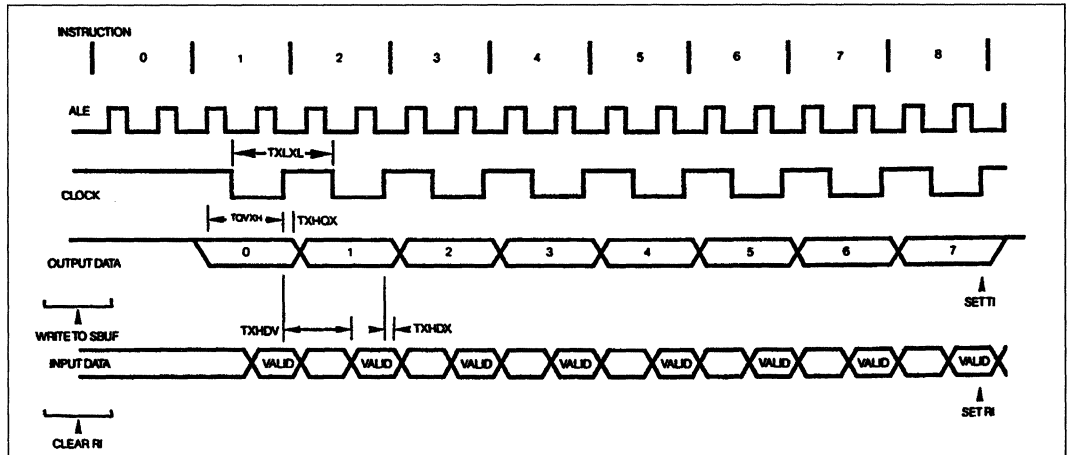 INSTRUCTION
0 1 2 3 4 5 6 7 8
ALE
TXLXL
CLOCK
TQVXH TXHQX
OUTPUT DATA
0 1 2 3 4 5 6 7
SET TI
WRITE TO SBUF
TXHDV TXHDX
INPUT DATA
VALID VALID VALID VALID VALID VALID VALID VALID
SET RI
CLEAR RI